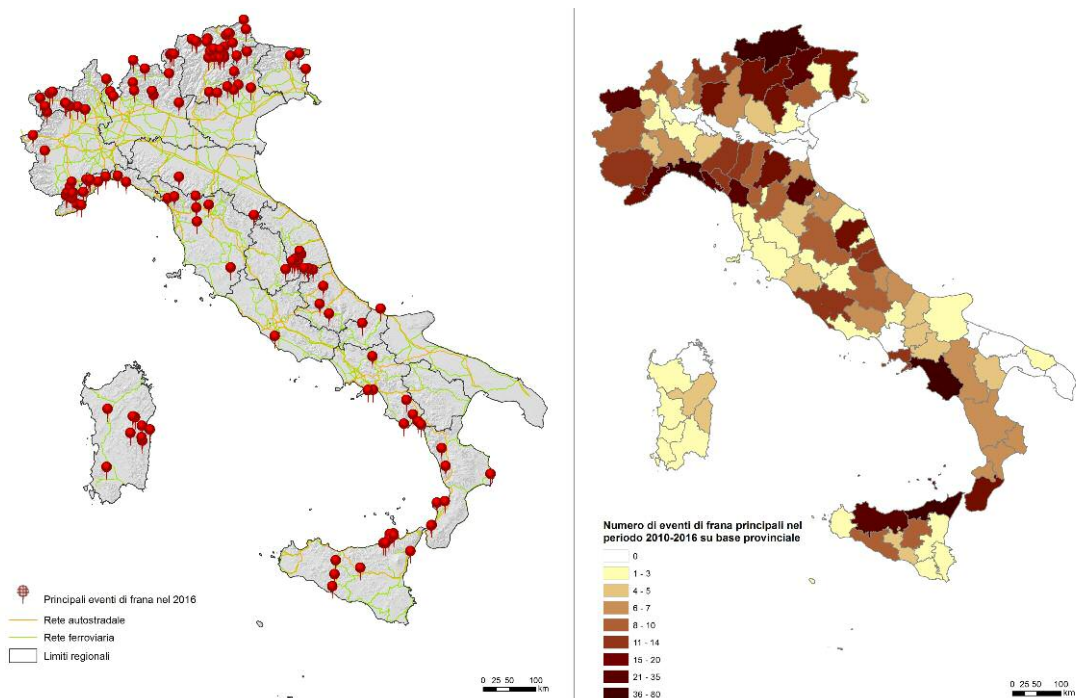 Principali eventi di frana nel 2016
Rete autostradale
Rete ferroviaria
Limiti regionali
0 25 50 100
km
Numero di eventi di frana principali nel
periodo 2010-2016 su base provinciale
0
1 - 3
4 - 5
6 - 7
8 - 10
11 - 14
15 - 20
21 - 35
36 - 80
0 25 50 100
km